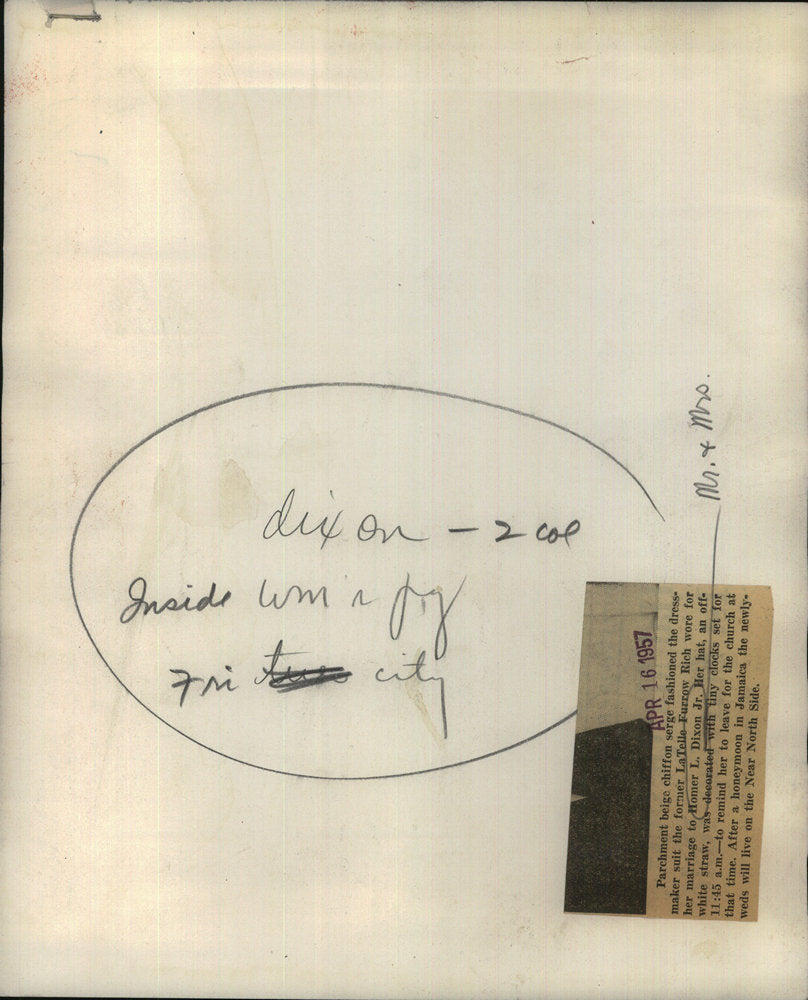 dixon - 2 col
Inside Wm's pg
Fri city
Mr. & Mrs.
APR 16 1957
Parchment beige chiffon serge fashioned the dress-
maker suit the former LaTelle Furrow Rich wore for
her marriage to Homer L. Dixon Jr. Her hat, an off-
white straw, was decorated with tiny clocks set for
11:45 a.m.—to remind her to leave for the church at
that time. After a honeymoon in Jamaica the newly-
weds will live on the Near North Side.